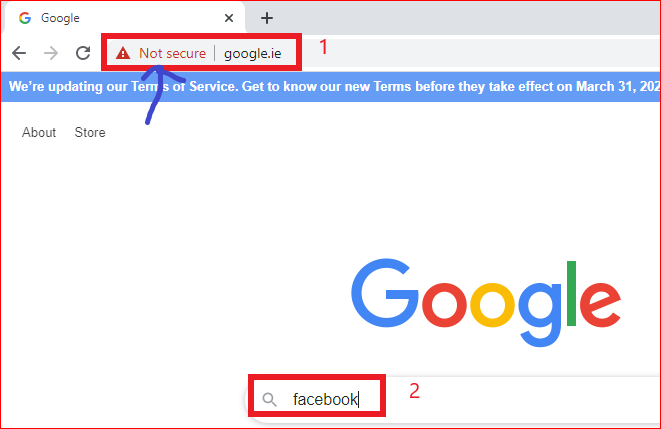 Google
Not secure google.ie 1
We're updating our Terms of Service. Get to know our new Terms before they take effect on March 31, 202
About Store
Google
facebook 2